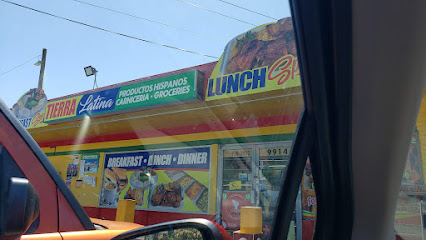 TIERRA
Latina
PRODUCTOS HISPANOS
CARNICERIA • GROCERIES
LUNCH
BREAKFAST • LUNCH • DINNER
9914